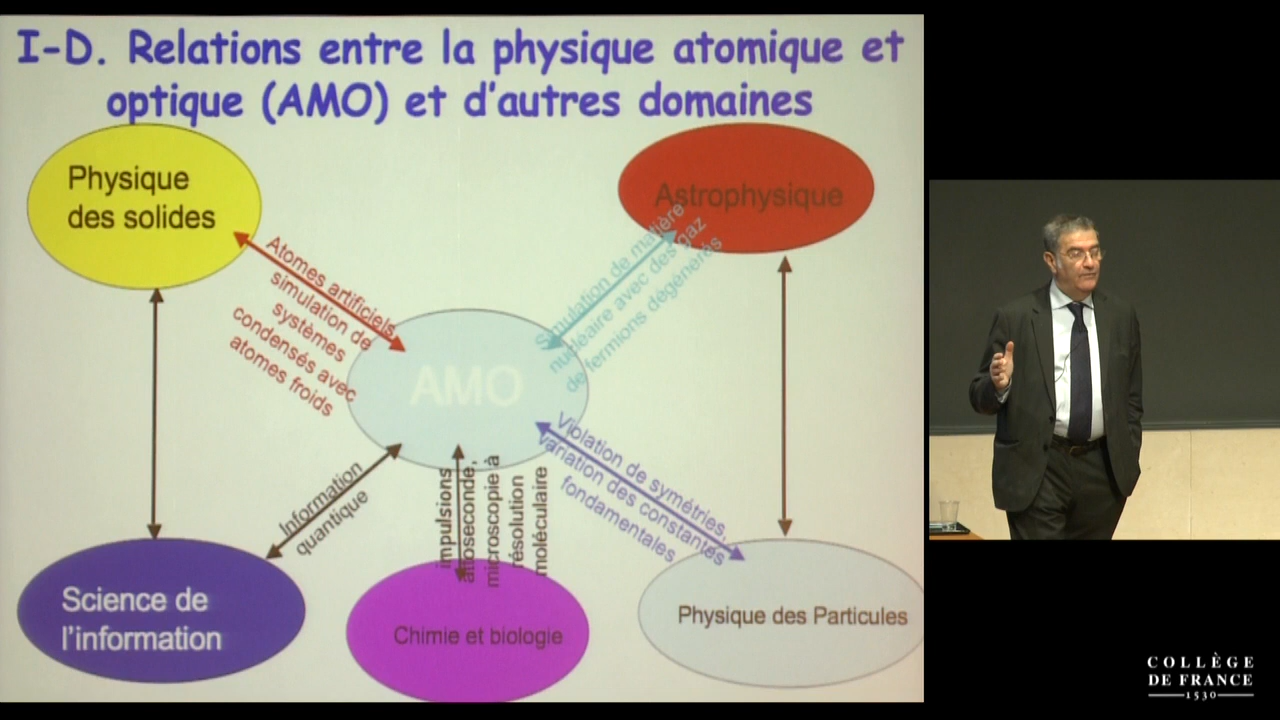 I-D. Relations entre la physique atomique et
optique (AMO) et d'autres domaines
Physique
des solides
Astrophysique
Atomes artificiels,
simulation de
systèmes
condensés avec
atomes froids
Simulation de matière
nucléaire avec des gaz
de fermions dégénérés
AMO
Information
quantique
impulsions
attoseconde,
microscopie à
résolution
moléculaire
Violation de symétries,
variation des constantes
fondamentales
Science de
l'information
Chimie et biologie
Physique des Particules
COLLÈGE
DE FRANCE
1530